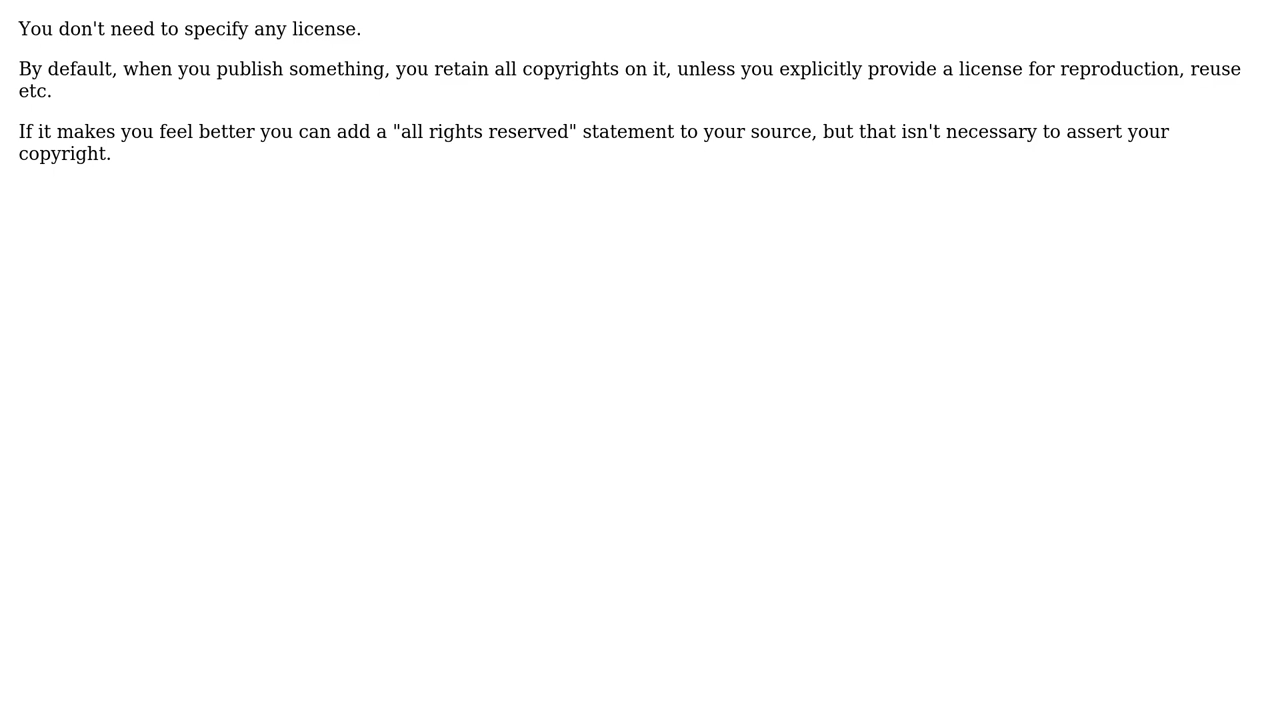 You don't need to specify any license.
By default, when you publish something, you retain all copyrights on it, unless you explicitly provide a license for reproduction, reuse
etc.
If it makes you feel better you can add a "all rights reserved" statement to your source, but that isn't necessary to assert your
copyright.